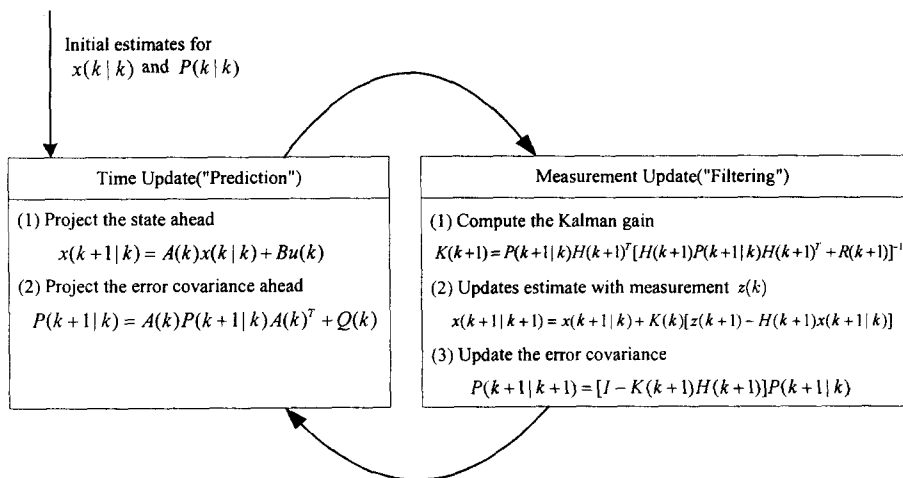 Initial estimates for
x(k | k) and P(k | k)
Time Update("Prediction")
(1) Project the state ahead
x(k+1 | k) = A(k)x(k | k) + Bu(k)
(2) Project the error covariance ahead
P(k+1 | k) = A(k)P(k+1 | k)A(k)^T + Q(k)
Measurement Update("Filtering")
(1) Compute the Kalman gain
K(k+1) = P(k+1 | k)H(k+1)^T[H(k+1)P(k+1 | k)H(k+1)^T + R(k+1)]^-1
(2) Updates estimate with measurement z(k)
x(k+1 | k+1) = x(k+1 | k) + K(k)[z(k+1) - H(k+1)x(k+1 | k)]
(3) Update the error covariance
P(k+1 | k+1) = [I - K(k+1)H(k+1)]P(k+1 | k)